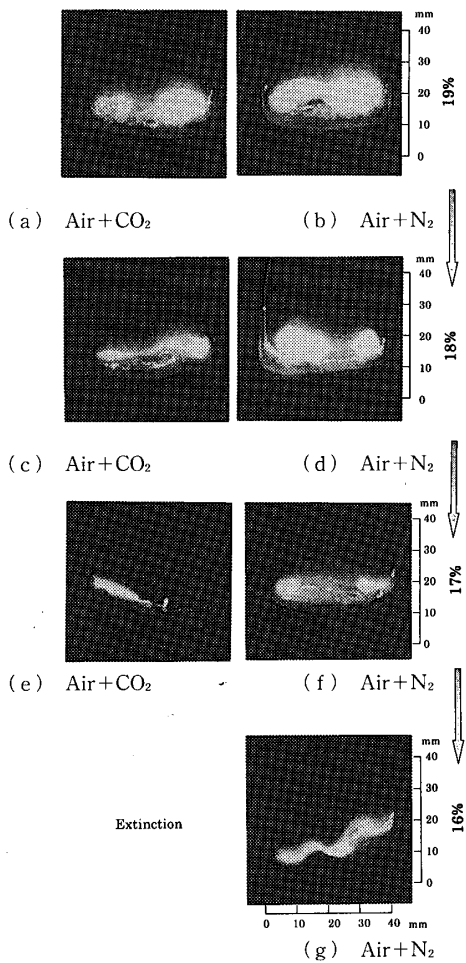 mm
40
30
20
10
0
19%
(a) Air+CO₂
(b) Air+N₂
mm
40
30
20
10
0
18%
(c) Air+CO₂
(d) Air+N₂
mm
40
30
20
10
0
17%
(e) Air+CO₂
(f) Air+N₂
Extinction
mm
40
30
20
10
0
16%
0 10 20 30 40 mm
(g) Air+N₂